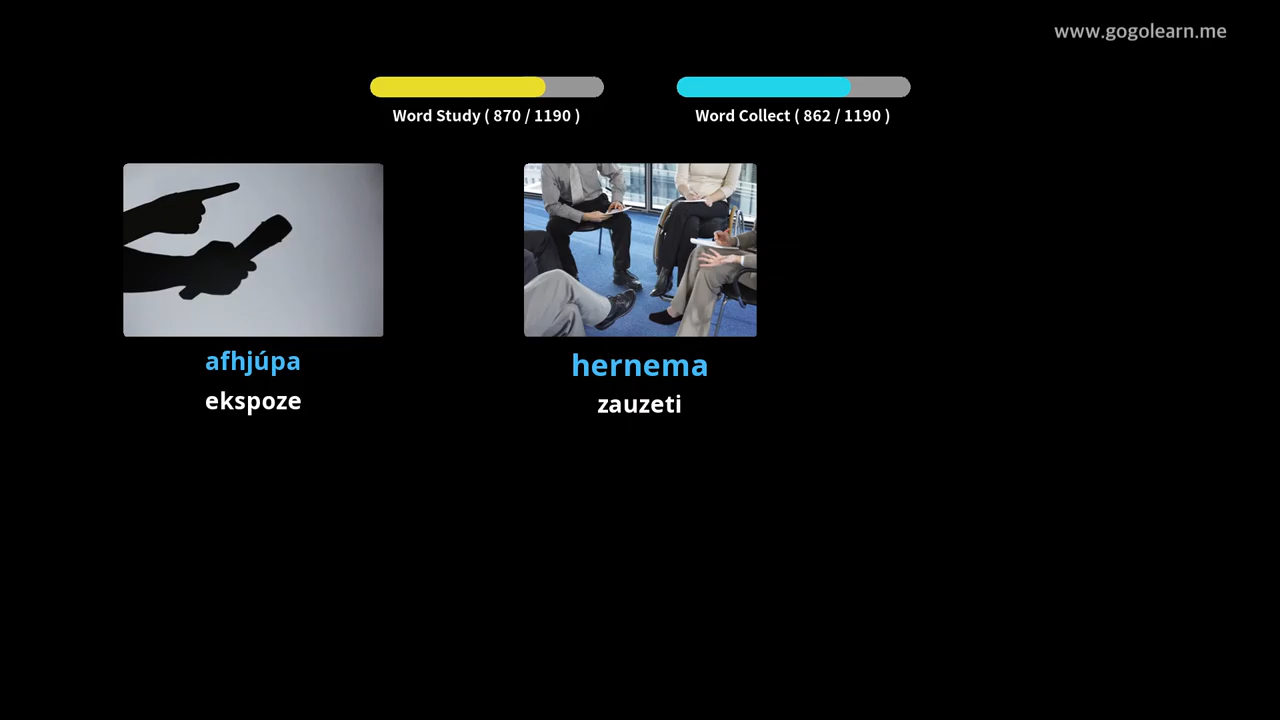 www.gogolearn.me
Word Study ( 870 / 1190 )
Word Collect ( 862 / 1190 )
afhjúpa
ekspoze
hernema
zauzeti